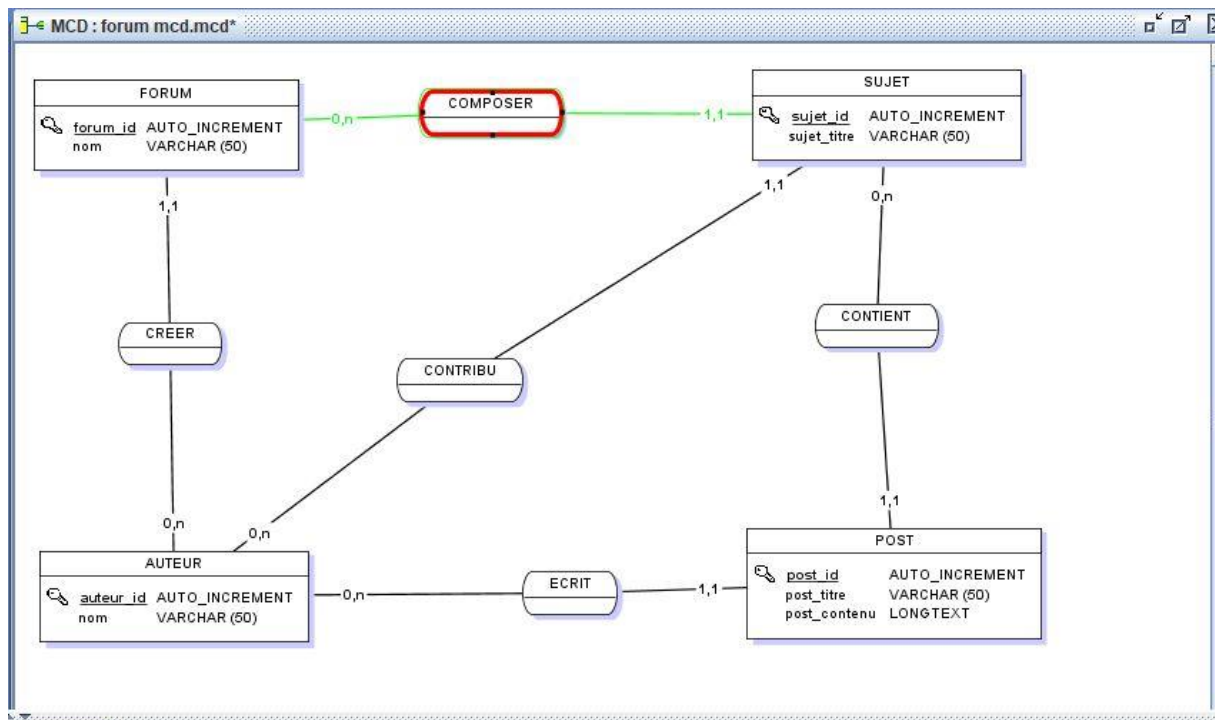 MCD : forum mcd.mcd*
FORUM
forum_id AUTO_INCREMENT
nom VARCHAR (50)
0,n
COMPOSER
1,1
SUJET
sujet_id AUTO_INCREMENT
sujet_titre VARCHAR (50)
1,1
1,1
0,n
CREER
CONTRIBU
CONTIENT
0,n
0,n
1,1
AUTEUR
auteur_id AUTO_INCREMENT
nom VARCHAR (50)
0,n
ECRIT
1,1
POST
post_id AUTO_INCREMENT
post_titre VARCHAR (50)
post_contenu LONGTEXT